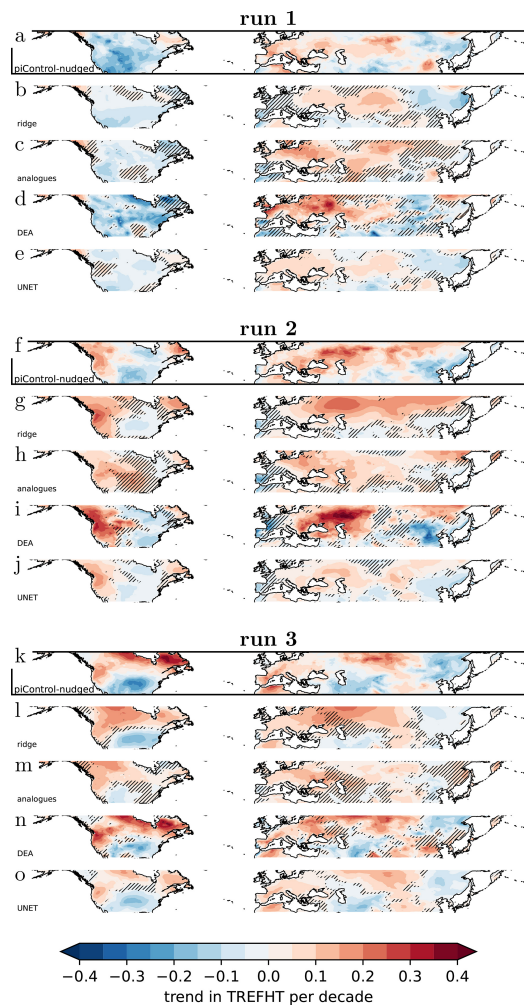 run 1
a
piControl-nudged
b
ridge
c
analogues
d
DEA
e
UNET
run 2
f
piControl-nudged
g
ridge
h
analogues
i
DEA
j
UNET
run 3
k
piControl-nudged
l
ridge
m
analogues
n
DEA
o
UNET
−0.4 −0.3 −0.2 −0.1 0.0 0.1 0.2 0.3 0.4
trend in TREFHT per decade